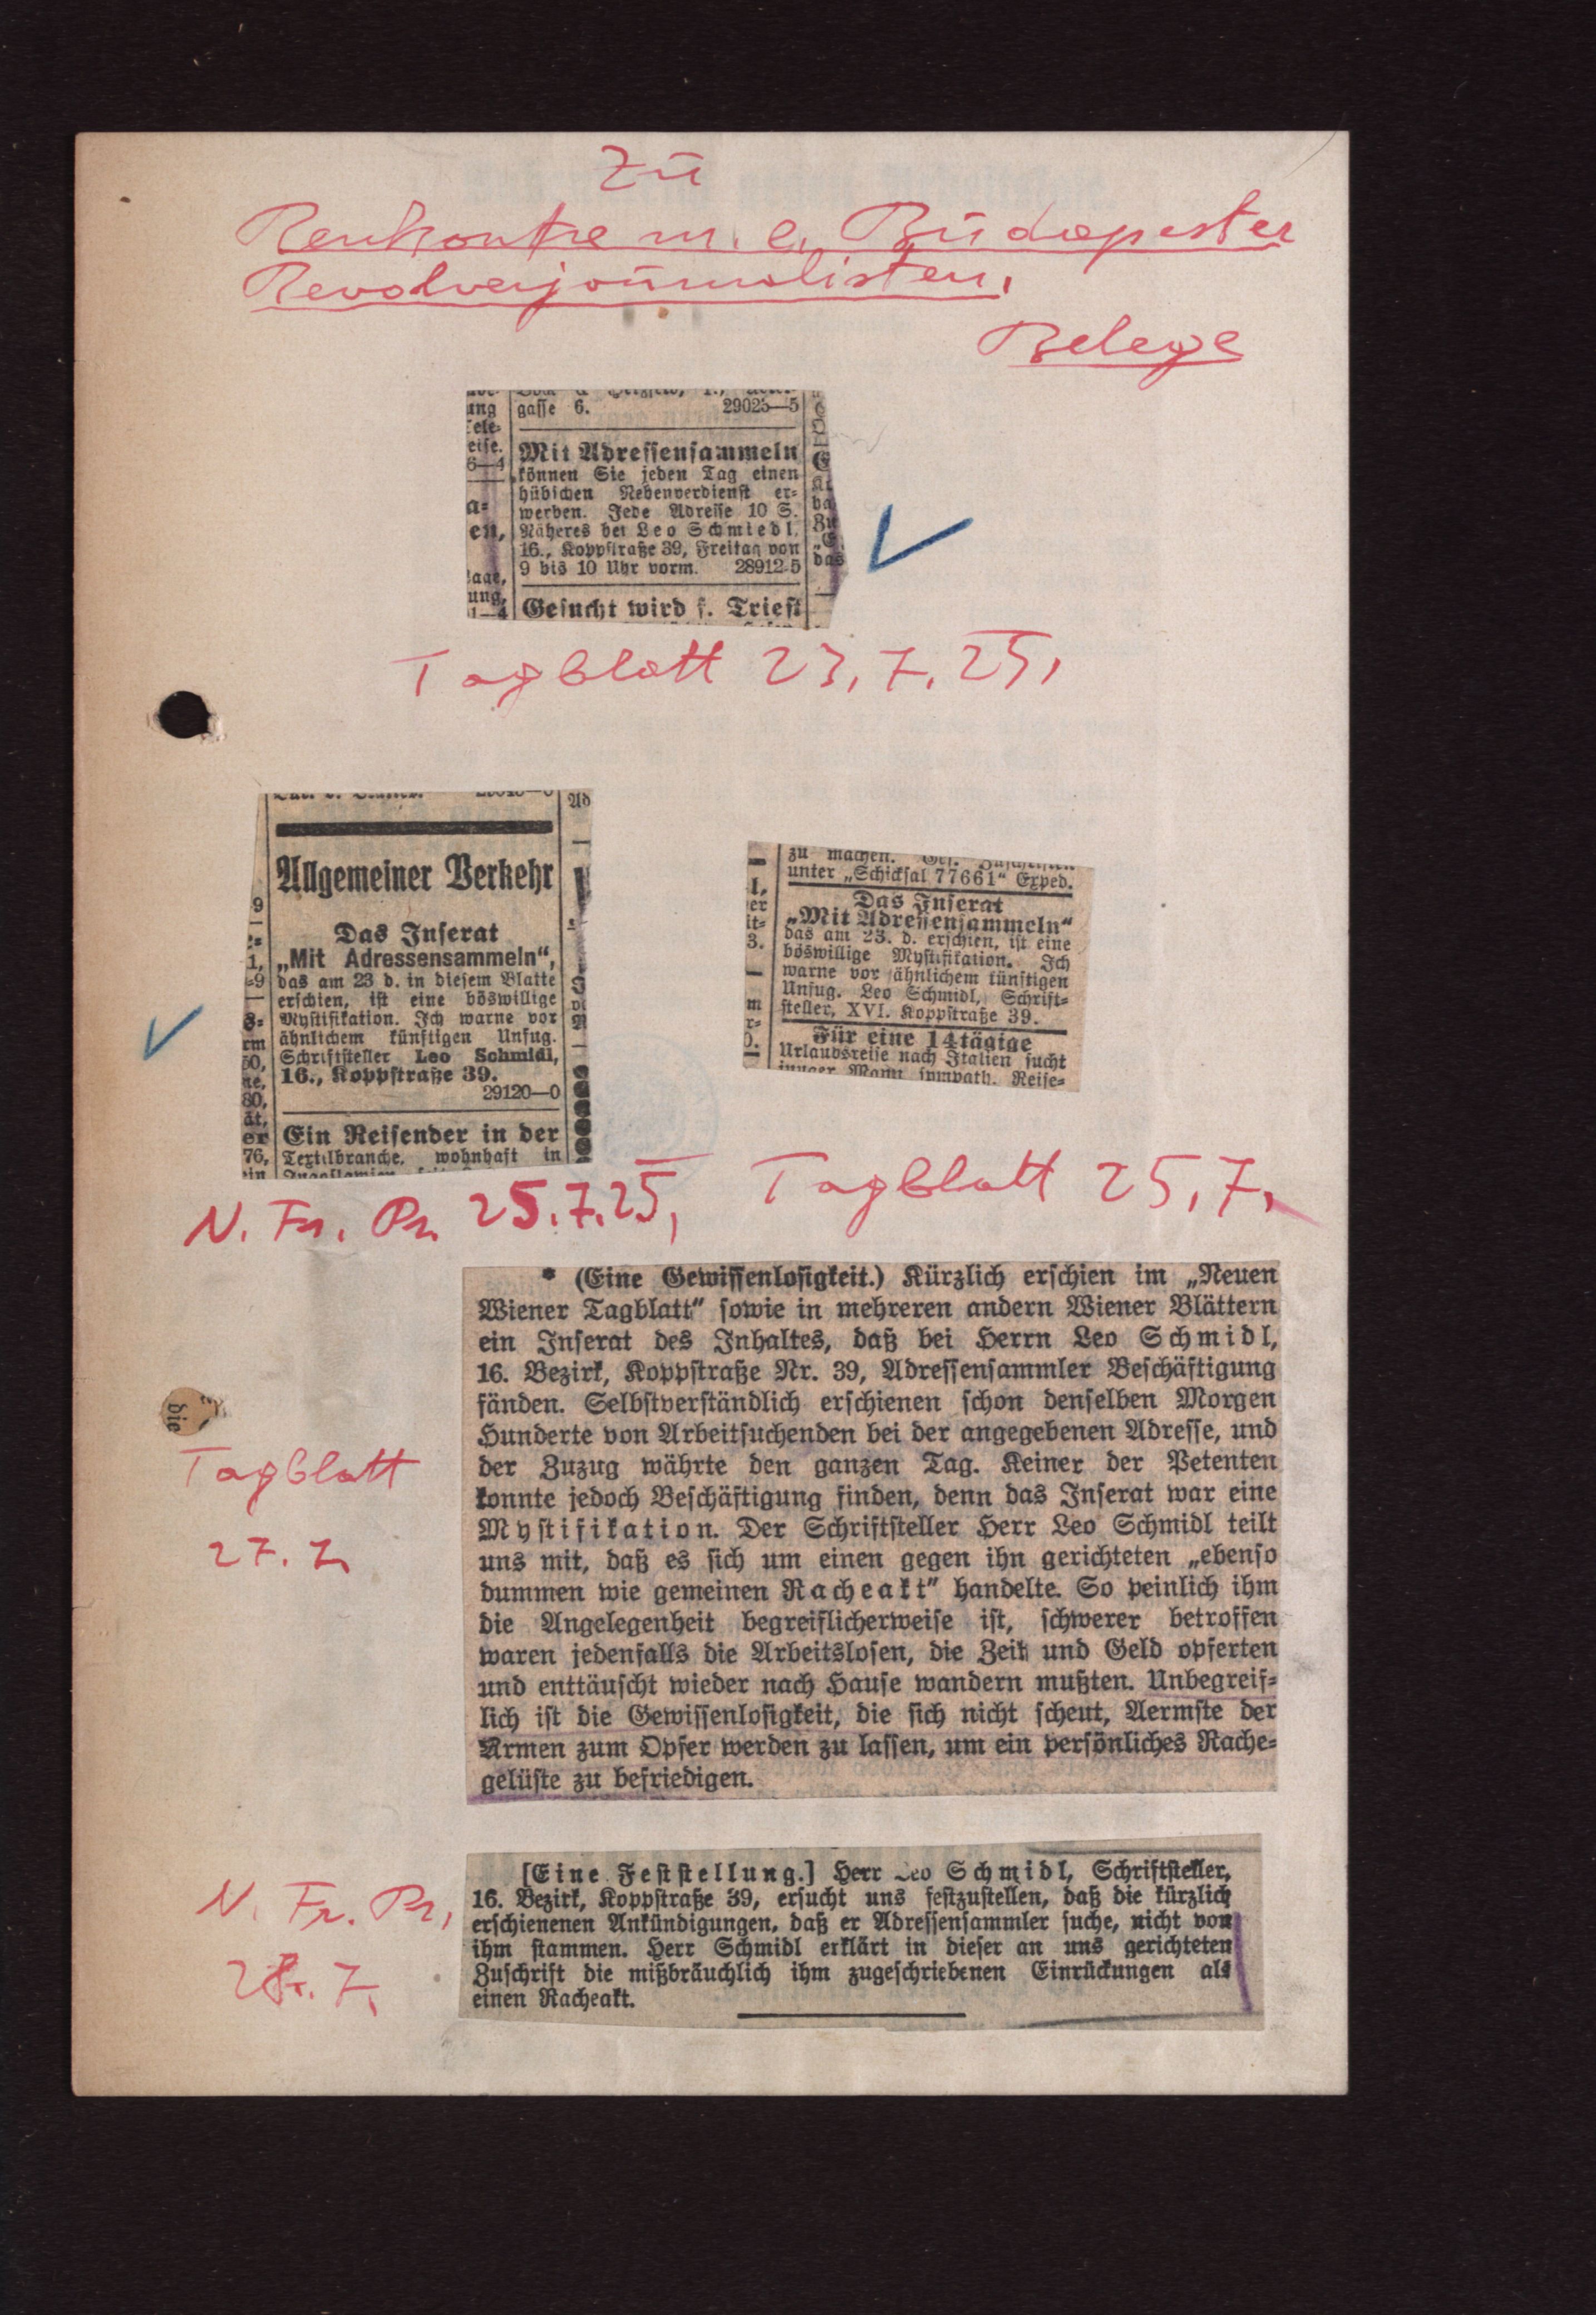 Zu
Renkontre m. e. Budapester
Revolverjournalisten.
Belege
gasse 6. 29025—5
Mit Adressensammeln
können Sie jeden Tag einen
hübschen Nebenverdienst er-
werben. Jede Adresse 10 S.
Näheres bei Leo Schmiedl,
16., Koppstraße 39, Freitag von
9 bis 10 Uhr vorm. 28912-5
Gesucht wird f. Triest
Tagblatt 23.7.25.
Allgemeiner Verkehr
Das Inserat
„Mit Adressensammeln“,
das am 23 d. in diesem Blatte
erschien, ist eine böswillige
Mystifikation. Ich warne vor
ähnlichem künftigen Unfug.
Schriftsteller Leo Schmidl,
16., Koppstraße 39.
29120—0
Ein Reisender in der
Textilbranche, wohnhaft in
N. Fr. Pr. 25.7.25.
zu machen.
unter „Schicksal 77661“ Exped.
Das Inserat
„Mit Adressensammeln“
das am 23. d. erschien, ist eine
böswillige Mystifikation. Ich
warne vor ähnlichem künftigen
Unfug. Leo Schmidl, Schrift-
steller, XVI. Koppstraße 39.
Für eine 14tägige
Urlaubsreise nach Italien sucht
junger Mann sympath. Reise-
Tagblatt 25.7.
* (Eine Gewissenlosigkeit.) Kürzlich erschien im „Neuen
Wiener Tagblatt“ sowie in mehreren andern Wiener Blättern
ein Inserat des Inhaltes, daß bei Herrn Leo Schmidl,
16. Bezirk, Koppstraße Nr. 39, Adressensammler Beschäftigung
fänden. Selbstverständlich erschienen schon denselben Morgen
Hunderte von Arbeitsuchenden bei der angegebenen Adresse, und
der Zuzug währte den ganzen Tag. Keiner der Petenten
konnte jedoch Beschäftigung finden, denn das Inserat war eine
Mystifikation. Der Schriftsteller Herr Leo Schmidl teilt
uns mit, daß es sich um einen gegen ihn gerichteten „ebenso
dummen wie gemeinen Racheakt“ handelte. So peinlich ihm
die Angelegenheit begreiflicherweise ist, schwerer betroffen
waren jedenfalls die Arbeitslosen, die Zeit und Geld opferten
und enttäuscht wieder nach Hause wandern mußten. Unbegreif-
lich ist die Gewissenlosigkeit, die sich nicht scheut, Aermste der
Armen zum Opfer werden zu lassen, um ein persönliches Rache-
gelüste zu befriedigen.
die
Tagblatt
27.7.
[Eine Feststellung.] Herr Leo Schmidl, Schriftsteller,
16. Bezirk, Koppstraße 39, ersucht uns festzustellen, daß die kürzlich
erschienenen Ankündigungen, daß er Adressensammler suche, nicht von
ihm stammen. Herr Schmidl erklärt in dieser an uns gerichteten
Zuschrift die mißbräuchlich ihm zugeschriebenen Einrückungen als
einen Racheakt.
N. Fr. Pr.
28.7.